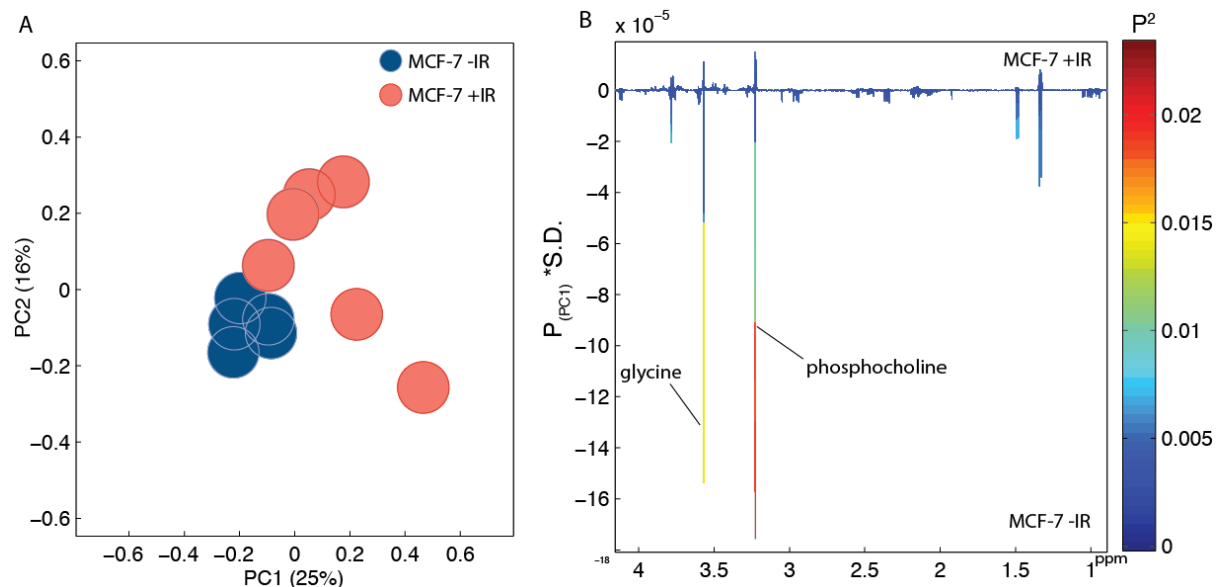 A
MCF-7 -IR
MCF-7 +IR
0.6
0.4
0.2
0
−0.2
−0.4
−0.6
PC2 (16%)
−0.6 −0.4 −0.2 0 0.2 0.4 0.6
PC1 (25%)
B
x 10⁻⁵
MCF-7 +IR
0
−2
−4
−6
−8
−10
−12
−14
−16
-18
P(PC1) *S.D.
glycine
phosphocholine
MCF-7 -IR
4 3.5 3 2.5 2 1.5 1 ppm
P²
0.02
0.015
0.01
0.005
0